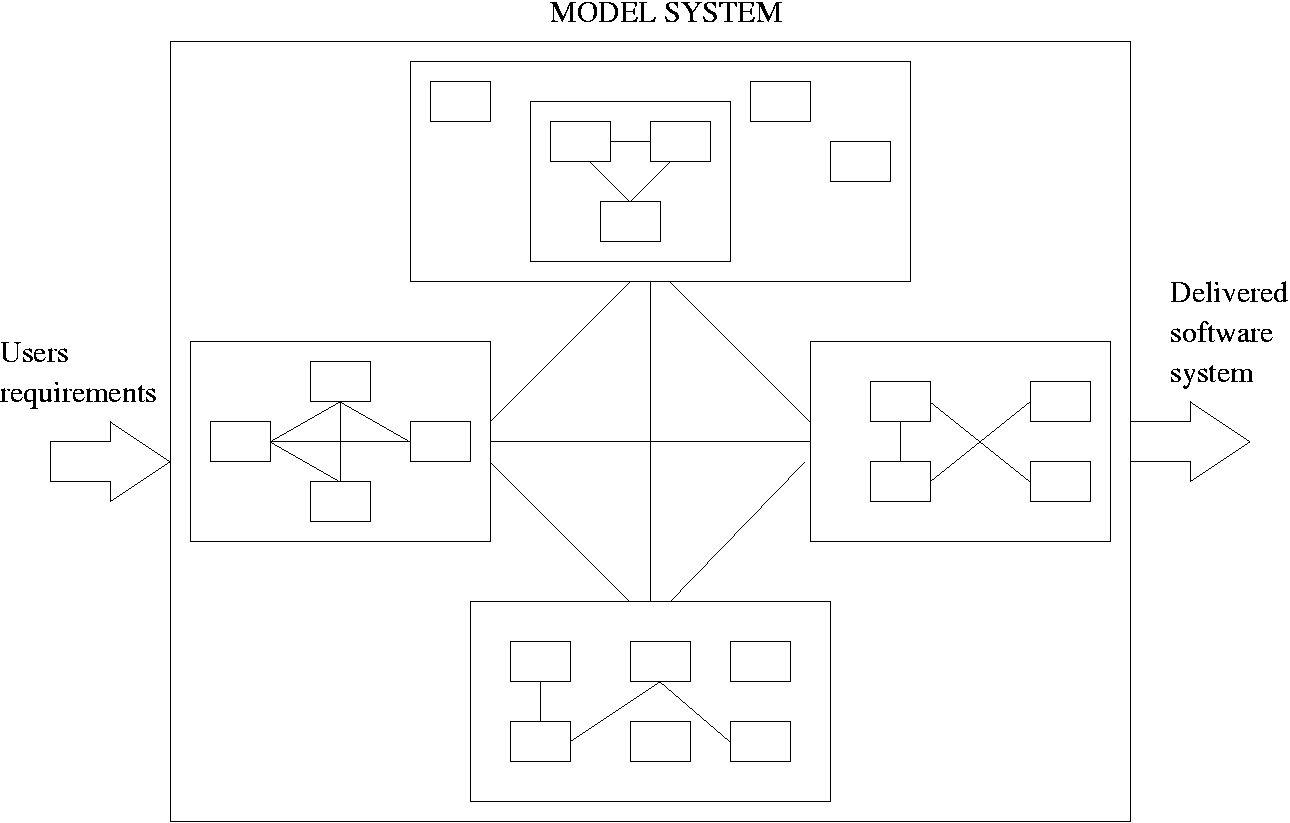 MODEL SYSTEM
Users
requirements
Delivered
software
system